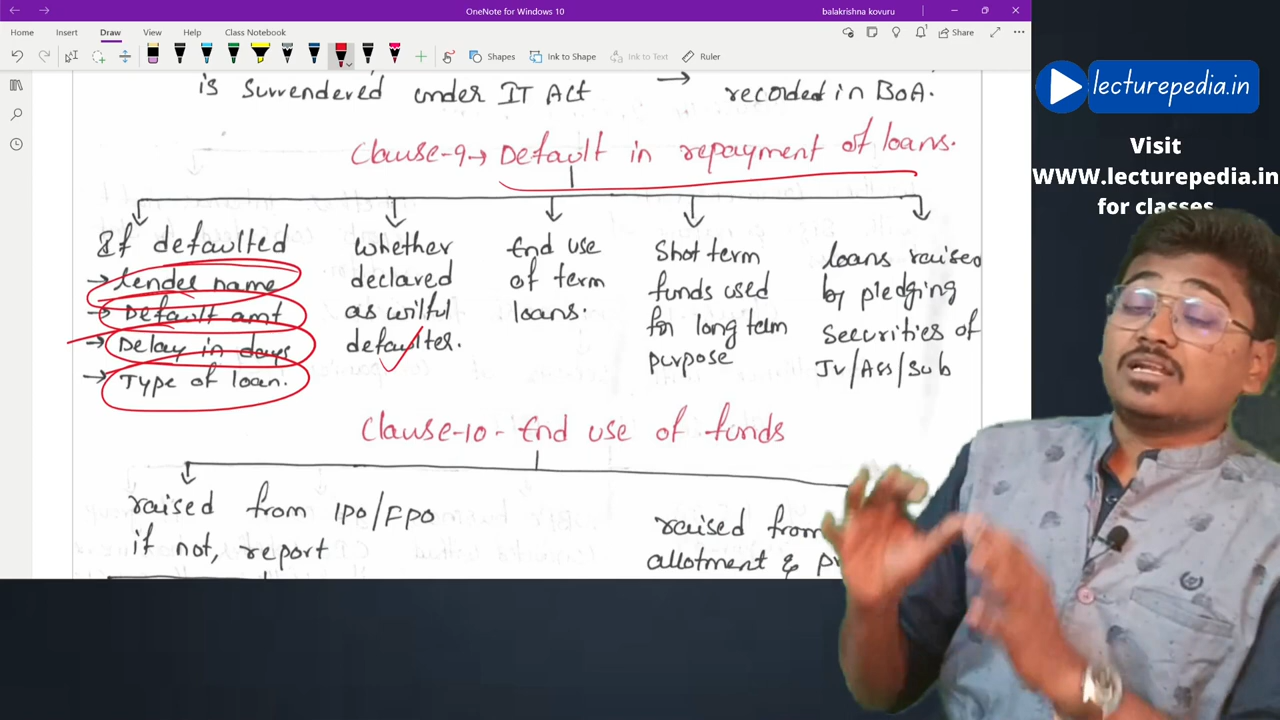 OneNote for Windows 10
balakrishna kovuru
Home Insert Draw View Help Class Notebook
Share
Shapes Ink to Shape Ink to Text Math Ruler
is surrendered under IT Act
recorded in BoA.
Clause-9→ Default in repayment of loans.
If defaulted
→ lender name
→ Default amt
→ Delay in days
→ Type of loan.
whether
declared
as wilful
defaulter.
End use
of term
loans.
Shot term
funds used
for long term
purpose
loans raised
by pledging
securities of
JV/Ass/Sub
Clause-10 - End use of funds
raised from IPO/FPO
if not, report
raised from
allotment &
lecturepedia.in
Visit
WWW.lecturepedia.in
for classes